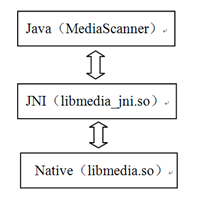 Java（MediaScanner）
JNI（libmedia_jni.so）
Native（libmedia.so）